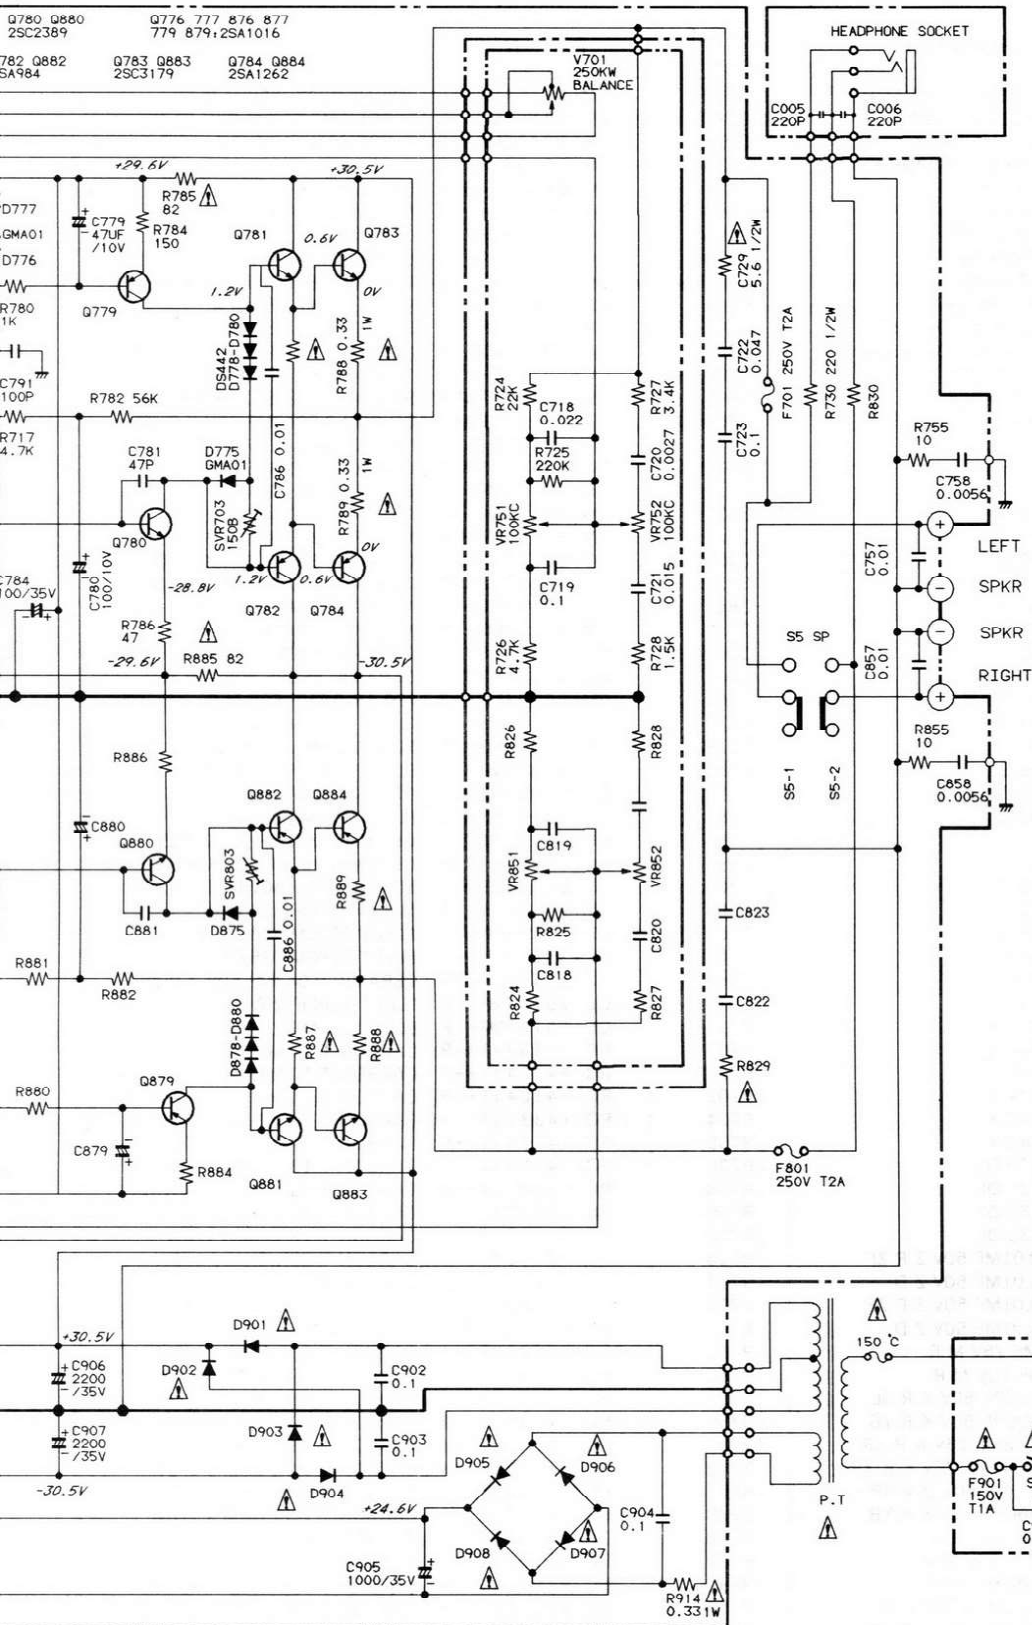 Q780 Q880
2SC2389
Q776 777 876 877
779 879:2SA1016
782 Q882
SA984
Q783 Q883
2SC3179
Q784 Q884
2SA1262
V701
250KW
BALANCE
HEADPHONE SOCKET
C005
220P
C006
220P
+29.6V
+30.5V
R785
82
D777
GMA01
D776
C779
47UF
/10V
R784
150
Q781
0.6V
Q783
C729
5.6 1/2W
1.2V
0V
R780
1K
Q779
DS442
D778-D780
R788 0.33
1W
C722
0.047
F701 250V T2A
R730 220 1/2W
R830
C791
100P
R782 56K
R717
4.7K
R724
22K
C718
0.022
R727
3.4K
C723
0.1
R755
10
C781
47P
D775
GMA01
C786 0.01
R789 0.33
1W
R725
220K
C720
0.0027
C758
0.0056
SVR703
150B
VR751
100KC
VR752
100KC
Q780
0V
LEFT
C784
100/35V
C780
100/10V
-28.8V
1.2V
0.6V
C719
0.1
C721
0.015
C757
0.01
SPKR
Q782
Q784
R786
47
R726
4.7K
R728
1.5K
S5 SP
C857
0.01
SPKR
-29.6V
R885 82
-30.5V
RIGHT
R826
R828
R855
10
R886
S5-1
S5-2
C858
0.0056
Q882
Q884
C880
Q880
SVR803
C819
VR851
VR852
R889
C881
D875
C886 0.01
R825
C820
C823
R881
R882
C818
D878-D880
R887
R888
R824
R827
C822
R829
R880
Q879
C879
R884
Q881
Q883
F801
250V T2A
+30.5V
D901
150°C
C906
2200
/35V
D902
C902
0.1
C907
2200
/35V
D903
C903
0.1
D905
D906
-30.5V
D904
+24.6V
C904
0.1
P.T
F901
150V
T1A
C905
1000/35V
D908
D907
R914
0.331W